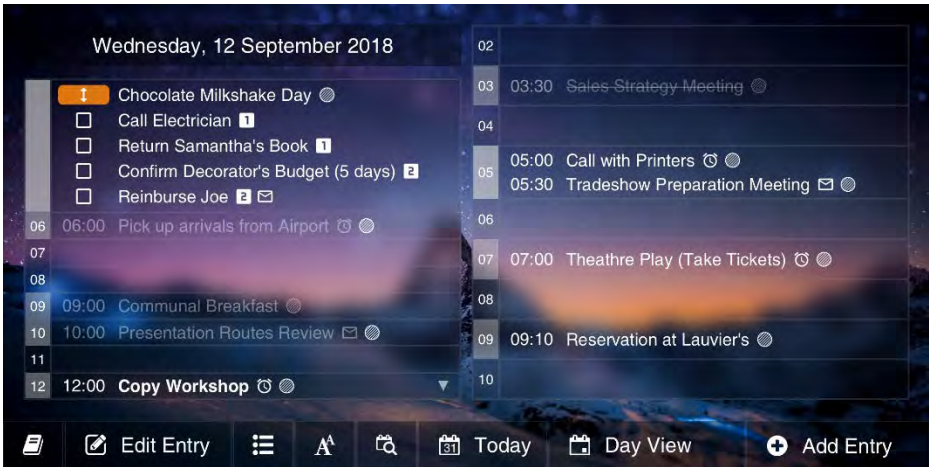 Wednesday, 12 September 2018
Chocolate Milkshake Day
Call Electrician 1
Return Samantha's Book 1
Confirm Decorator's Budget (5 days) 2
Reinburse Joe 2
06 06:00 Pick up arrivals from Airport
07
08
09 09:00 Communal Breakfast
10 10:00 Presentation Routes Review
11
12 12:00 Copy Workshop
02
03 03:30 Sales Strategy Meeting
04
05 05:00 Call with Printers
05:30 Tradeshow Preparation Meeting
06
07 07:00 Theathre Play (Take Tickets)
08
09 09:10 Reservation at Lauvier's
10
Edit Entry AA 31 Today Day View Add Entry